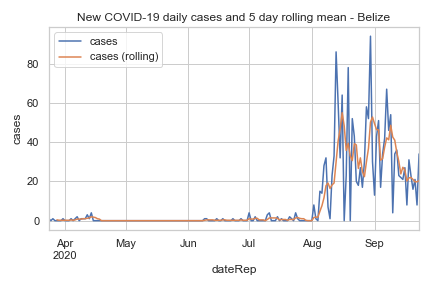 New COVID-19 daily cases and 5 day rolling mean - Belize
cases
cases (rolling)
80
60
40
20
0
cases
Apr
2020
May
Jun
Jul
Aug
Sep
dateRep